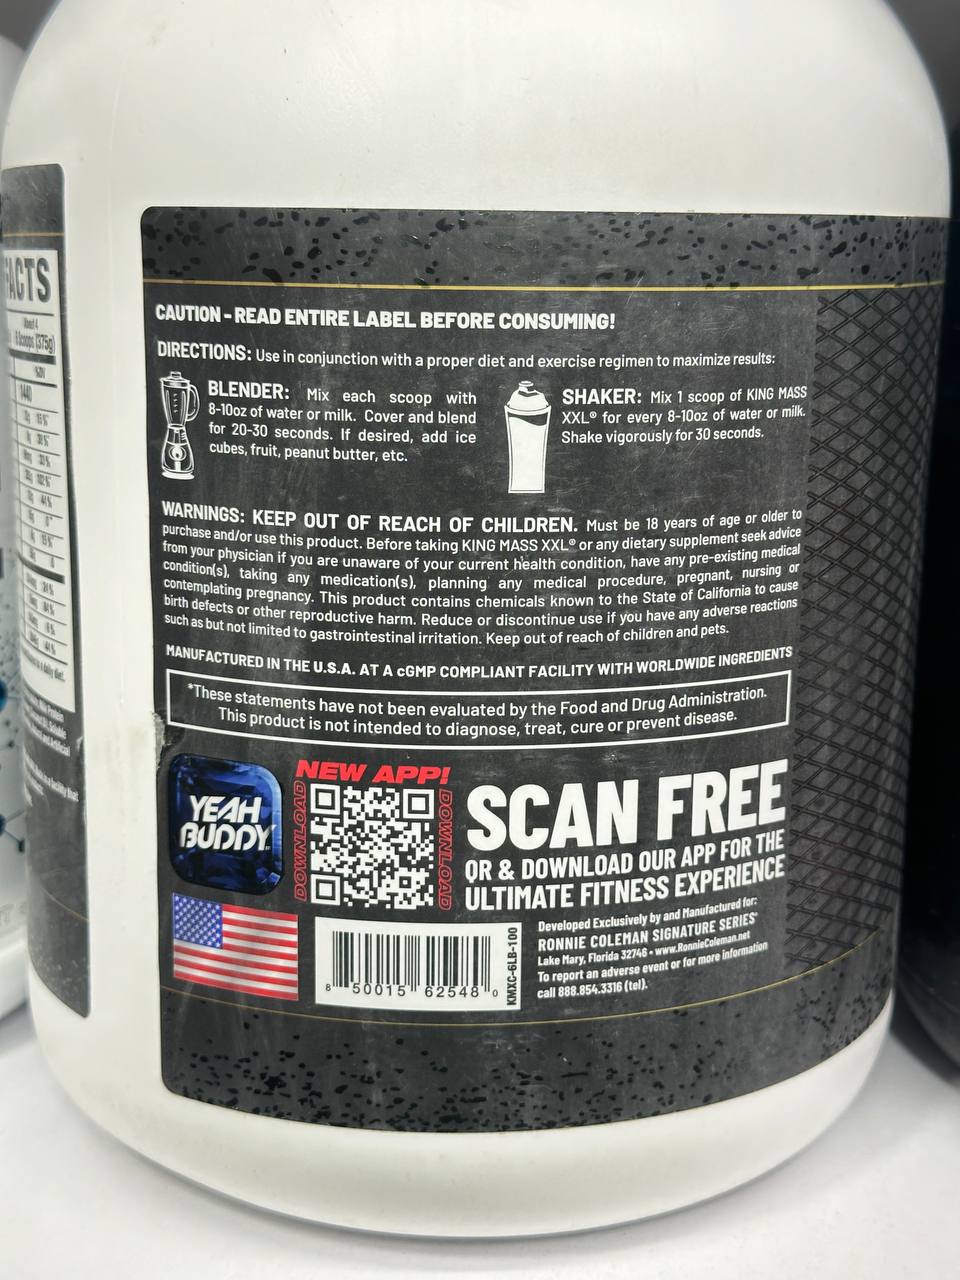 FACTS
About 4
6 Scoops (375g)
%DV
1440
CAUTION - READ ENTIRE LABEL BEFORE CONSUMING!
DIRECTIONS: Use in conjunction with a proper diet and exercise regimen to maximize results:
BLENDER: Mix each scoop with
8-10oz of water or milk. Cover and blend
for 20-30 seconds. If desired, add ice
cubes, fruit, peanut butter, etc.
SHAKER: Mix 1 scoop of KING MASS
XXL® for every 8-10oz of water or milk.
Shake vigorously for 30 seconds.
WARNINGS: KEEP OUT OF REACH OF CHILDREN. Must be 18 years of age or older to
purchase and/or use this product. Before taking KING MASS XXL® or any dietary supplement seek advice
from your physician if you are unaware of your current health condition, have any pre-existing medical
condition(s), taking any medication(s), planning any medical procedure, pregnant, nursing or
contemplating pregnancy. This product contains chemicals known to the State of California to cause
birth defects or other reproductive harm. Reduce or discontinue use if you have any adverse reactions
such as but not limited to gastrointestinal irritation. Keep out of reach of children and pets.
MANUFACTURED IN THE U.S.A. AT A cGMP COMPLIANT FACILITY WITH WORLDWIDE INGREDIENTS
*These statements have not been evaluated by the Food and Drug Administration.
This product is not intended to diagnose, treat, cure or prevent disease.
YEAH
BUDDY
NEW APP!
DOWNLOAD
DOWNLOAD
SCAN FREE
QR & DOWNLOAD OUR APP FOR THE
ULTIMATE FITNESS EXPERIENCE
8 50015 62548 0
KMXC-6LB-100
Developed Exclusively by and Manufactured for:
RONNIE COLEMAN SIGNATURE SERIES®
Lake Mary, Florida 32746 • www.RonnieColeman.net
To report an adverse event or for more information
call 888.854.3316 (tel).